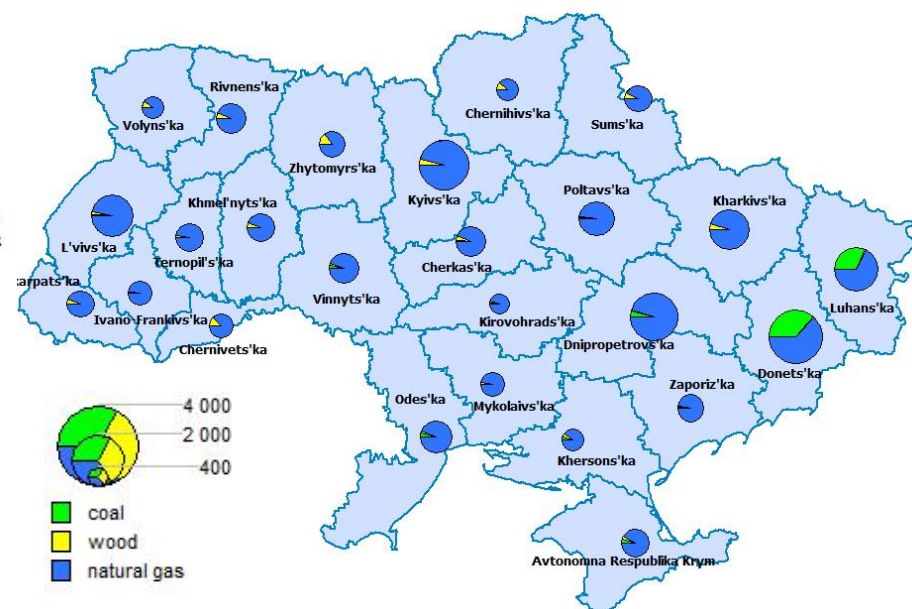 Rivnens'ka
Volyns'ka
Chernihivs'ka
Sums'ka
Zhytomyrs'ka
Kyivs'ka
Poltavs'ka
Kharkivs'ka
Khmel'nyts'ka
L'vivs'ka
ternopil's'ka
Cherkas'ka
Vinnyts'ka
Luhans'ka
karpats'ka
Ivano-Frankivs'ka
Chernivets'ka
Kirovohrads'ka
Dnipropetrovs'ka
Donets'ka
Zaporiz'ka
Odes'ka
Mykolaivs'ka
Khersons'ka
Avtonomna Respublika Krym
4 000
2 000
400
coal
wood
natural gas